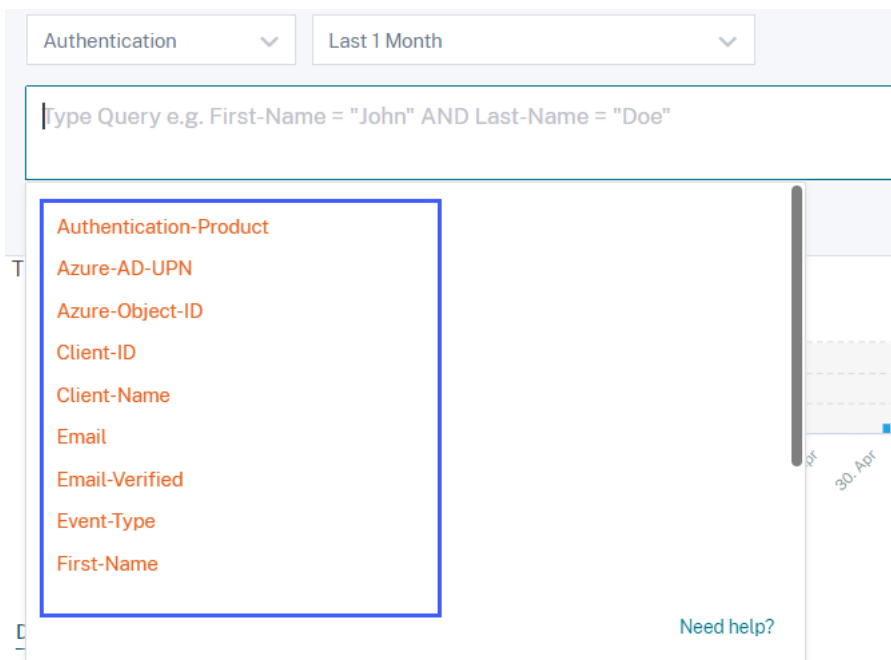 Authentication
Last 1 Month
Type Query e.g. First-Name = "John" AND Last-Name = "Doe"
Authentication-Product
T
Azure-AD-UPN
Azure-Object-ID
Client-ID
Client-Name
Email
Email-Verified
30. Apr
Event-Type
First-Name
Need help?